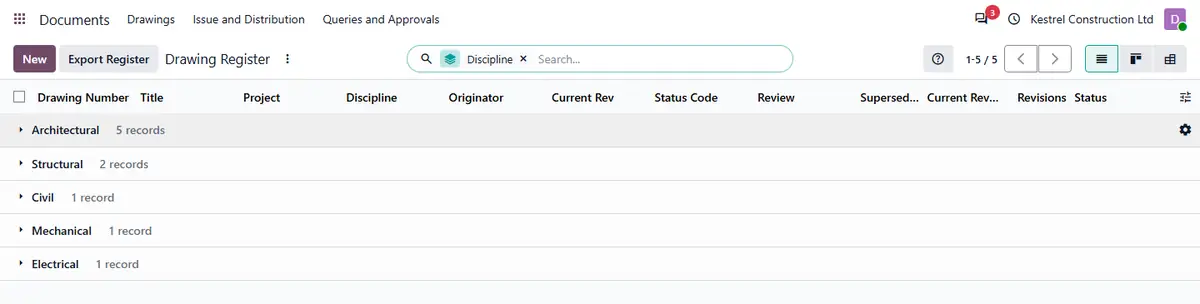 Documents Drawings Issue and Distribution Queries and Approvals 3 Kestrel Construction Ltd D
New Export Register Drawing Register Discipline × Search... 1-5 / 5
Drawing Number Title Project Discipline Originator Current Rev Status Code Review Supersed... Current Rev... Revisions Status
Architectural 5 records
Structural 2 records
Civil 1 record
Mechanical 1 record
Electrical 1 record